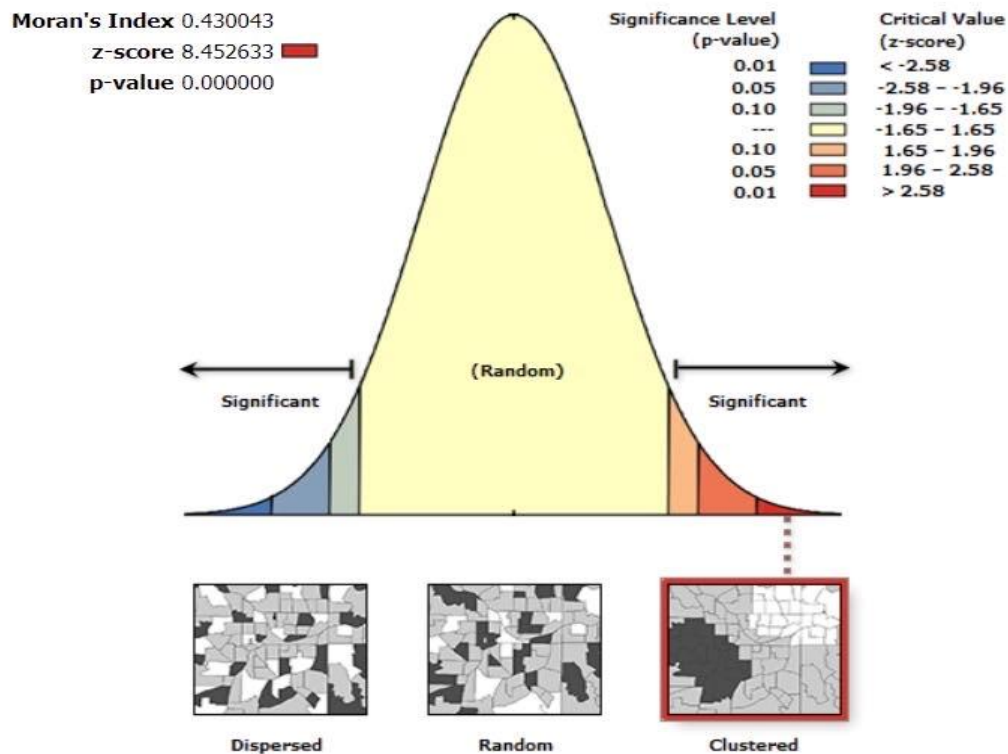 Moran's Index 0.430043
z-score 8.452633
p-value 0.000000
Significance Level
(p-value)
Critical Value
(z-score)
0.01 < -2.58
0.05 -2.58 – -1.96
0.10 -1.96 – -1.65
--- -1.65 – 1.65
0.10 1.65 – 1.96
0.05 1.96 – 2.58
0.01 > 2.58
(Random)
Significant
Significant
Dispersed
Random
Clustered